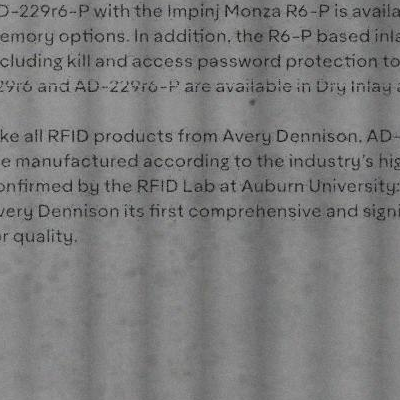 D-229r6-P with the Impinj Monza R6-P is availa
emory options. In addition, the R6-P based inla
cluding kill and access password protection to
29r6 and AD-229r6-P are available in Dry Inlay a
ke all RFID products from Avery Dennison, AD-
e manufactured according to the industry's hig
onfirmed by the RFID Lab at Auburn University:
very Dennison its first comprehensive and signi
or quality.